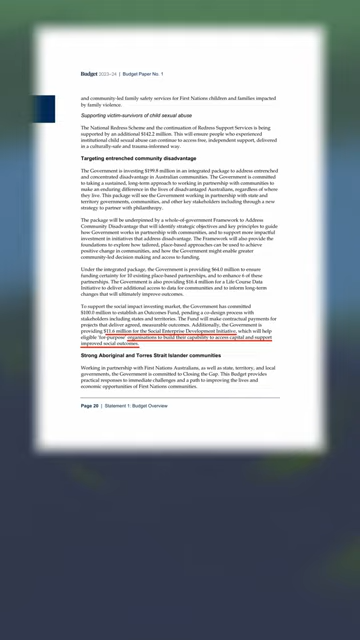 Budget 2023–24 | Budget Paper No. 1
and community-led family safety services for First Nations children and families impacted
by family violence.
Supporting victim-survivors of child sexual abuse
The National Redress Scheme and the continuation of Redress Support Services is being
supported by an additional $142.2 million. This will ensure people who experienced
institutional child sexual abuse can continue to access free, independent support, delivered
in a culturally-safe and trauma-informed way.
Targeting entrenched community disadvantage
The Government is investing $199.8 million in an integrated package to address entrenched
and concentrated disadvantage in Australian communities. The Government is committed
to taking a sustained, long-term approach to working in partnership with communities to
make an enduring difference in the lives of disadvantaged Australians, regardless of where
they live. This package will see the Government working in partnership with state and
territory governments, communities, and other key stakeholders including through a new
strategy to partner with philanthropy.
The package will be underpinned by a whole-of-government Framework to Address
Community Disadvantage that will identify strategic objectives and key principles to guide
how Government works in partnership with communities, and to support more impactful
investment in initiatives that address disadvantage. The Framework will also provide the
foundations to explore how tailored, place-based approaches can be used to achieve
positive change in communities, and how the Government might enable greater
community-led decision making and access to funding.
Under the integrated package, the Government is providing $64.0 million to ensure
funding certainty for 10 existing place-based partnerships, and to enhance 6 of these
partnerships. The Government is also providing $16.4 million for a Life Course Data
Initiative to deliver additional access to data for communities and to inform long-term
changes that will ultimately improve outcomes.
To support the social impact investing market, the Government has committed
$100.0 million to establish an Outcomes Fund, pending a co-design process with
stakeholders including states and territories. The Fund will make contractual payments for
projects that deliver agreed, measurable outcomes. Additionally, the Government is
providing $11.6 million for the Social Enterprise Development Initiative, which will help
eligible 'for-purpose' organisations to build their capability to access capital and support
improved social outcomes.
Strong Aboriginal and Torres Strait Islander communities
Working in partnership with First Nations Australians, as well as state, territory, and local
governments, the Government is committed to Closing the Gap. This Budget provides
practical responses to immediate challenges and a path to improving the lives and
economic opportunities of First Nations peoples.
Page 28 | Statement 1: Budget Overview